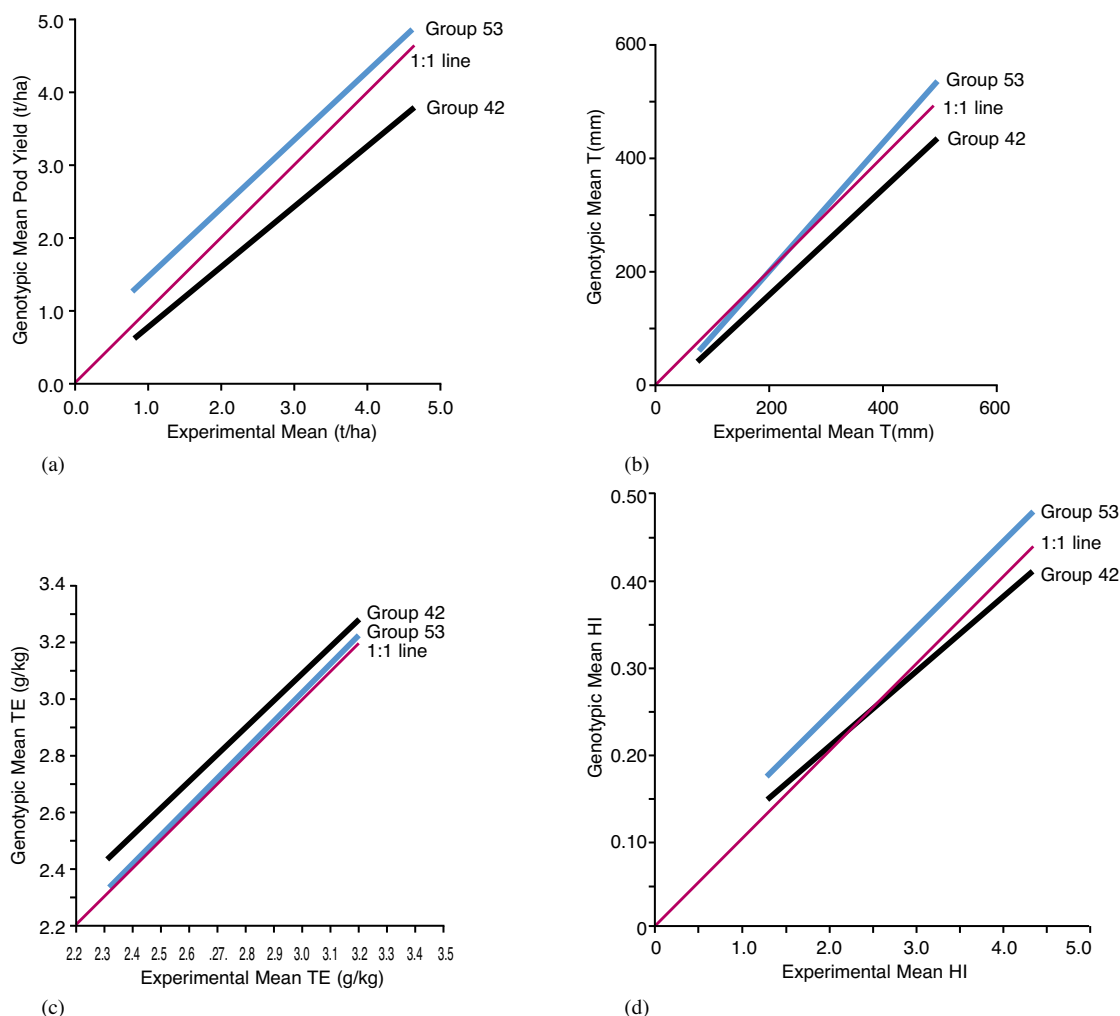 5.0
4.0
3.0
2.0
1.0
0.0
Genotypic Mean Pod Yield (t/ha)
0.0 1.0 2.0 3.0 4.0 5.0
Experimental Mean (t/ha)
Group 53
1:1 line
Group 42
(a)
600
400
200
0
Genotypic Mean T(mm)
0 200 400 600
Experimental Mean T(mm)
Group 53
1:1 line
Group 42
(b)
3.4
3.2
3.0
2.8
2.6
2.4
2.2
Genotypic Mean TE (g/kg)
2.2 2.3 2.4 2.5 2.6 .27. 2.8 2.9 3.0 3.1 3.2 3.4 3.5
Experimental Mean TE (g/kg)
Group 42
Group 53
1:1 line
(c)
0.50
0.40
0.30
0.20
0.10
0
Genotypic Mean HI
0 1.0 2.0 3.0 4.0 5.0
Experimental Mean HI
Group 53
1:1 line
Group 42
(d)